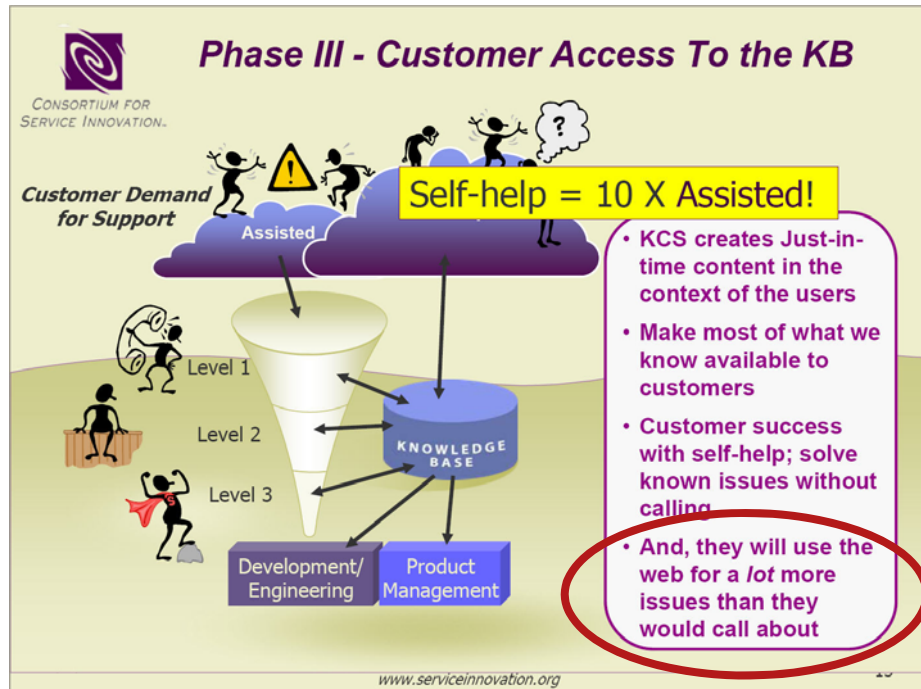 Phase III - Customer Access To the KB
CONSORTIUM FOR
SERVICE INNOVATION™
?
!
Customer Demand
for Support
Self-help = 10 X Assisted!
Assisted
• KCS creates Just-in-
time content in the
context of the users
• Make most of what we
know available to
customers
• Customer success
with self-help; solve
known issues without
calling
• And, they will use the
web for a lot more
issues than they
would call about
Level 1
Level 2
Level 3
KNOWLEDGE
BASE
S
Development/
Engineering
Product
Management
www.serviceinnovation.org